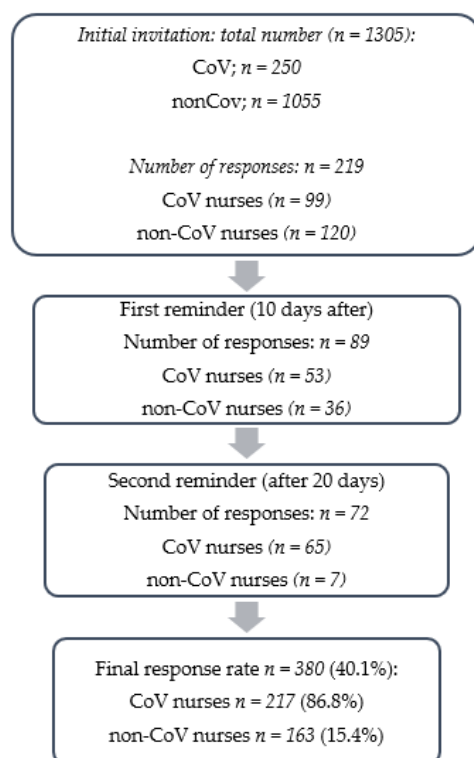 Initial invitation: total number (n = 1305):
CoV; n = 250
nonCov; n = 1055
Number of responses: n = 219
CoV nurses (n = 99)
non-CoV nurses (n = 120)
First reminder (10 days after)
Number of responses: n = 89
CoV nurses (n = 53)
non-CoV nurses (n = 36)
Second reminder (after 20 days)
Number of responses: n = 72
CoV nurses (n = 65)
non-CoV nurses (n = 7)
Final response rate n = 380 (40.1%):
CoV nurses n = 217 (86.8%)
non-CoV nurses n = 163 (15.4%)